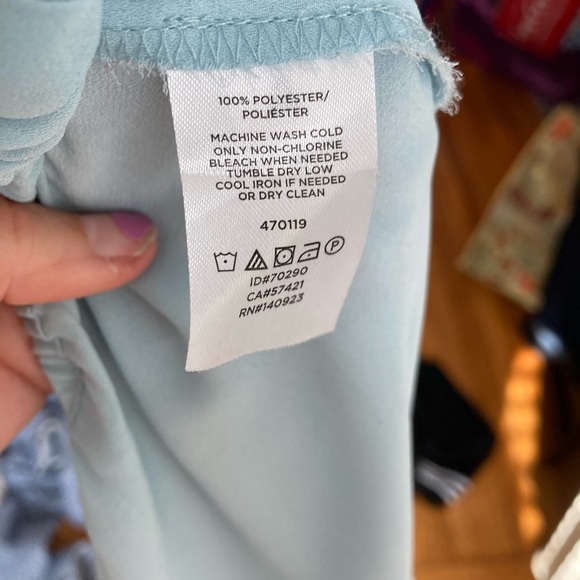 100% POLYESTER/
POLIÉSTER
MACHINE WASH COLD
ONLY NON-CHLORINE
BLEACH WHEN NEEDED
TUMBLE DRY LOW
COOL IRON IF NEEDED
OR DRY CLEAN
470119
P
ID#70290
CA#57421
RN#140923